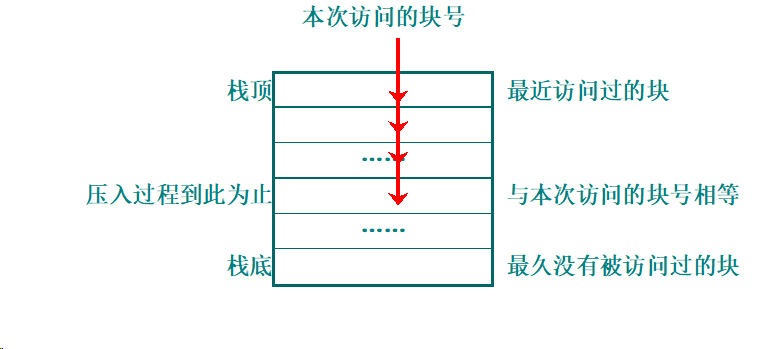 本次访问的块号
栈顶 最近访问过的块
……
压入过程到此为止 与本次访问的块号相等
……
栈底 最久没有被访问过的块